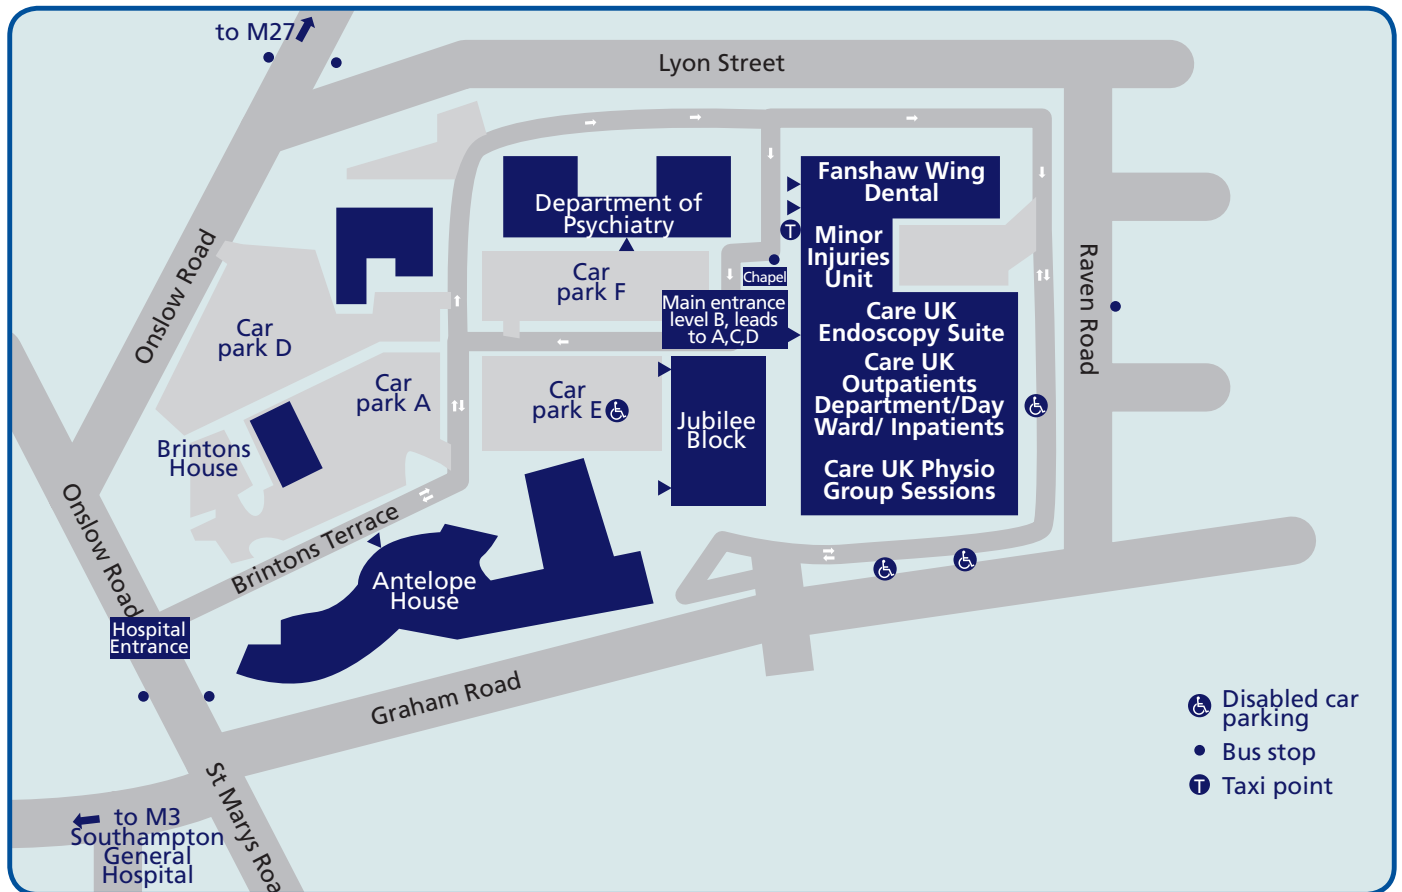 to M27
Lyon Street
Onslow Road
Fanshaw Wing
Dental
Department of
Psychiatry
T
Minor
Injuries
Unit
Raven Road
Chapel
Car
park F
Main entrance
level B, leads
to A,C,D
Care UK
Endoscopy Suite
Care UK
Outpatients
Department/Day
Ward/ Inpatients
Care UK Physio
Group Sessions
Car
park D
Car
park A
Car
park E
Jubilee
Block
Brintons
House
Onslow Road
Brintons Terrace
Antelope
House
Hospital
Entrance
Graham Road
St Marys Roa
to M3
Southampton
General
Hospital
Disabled car
parking
Bus stop
T Taxi point